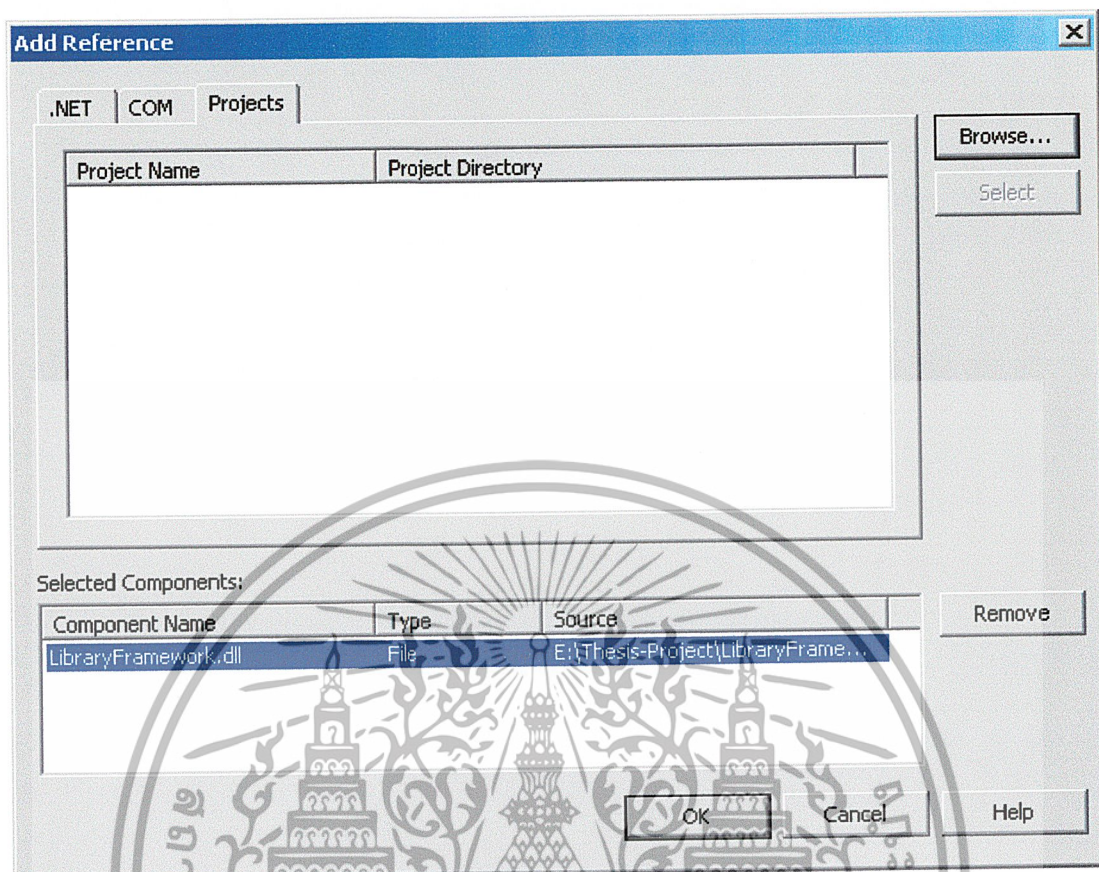 Add Reference
.NET COM Projects
Browse...
Select
Project Name Project Directory
Selected Components:
Component Name Type Source
LibraryFramework.dll File E:\Thesis-Project\LibraryFrame...
Remove
OK Cancel Help